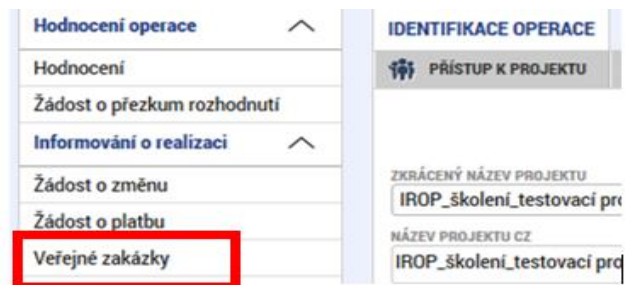 Hodnocení operace
Hodnocení
Žádost o přezkum rozhodnutí
Informování o realizaci
Žádost o změnu
Žádost o platbu
Veřejné zakázky
IDENTIFIKACE OPERACE
PŘÍSTUP K PROJEKTU
ZKRÁCENÝ NÁZEV PROJEKTU
IROP_školení_testovací pro
NÁZEV PROJEKTU CZ
IROP_školení_testovací pro